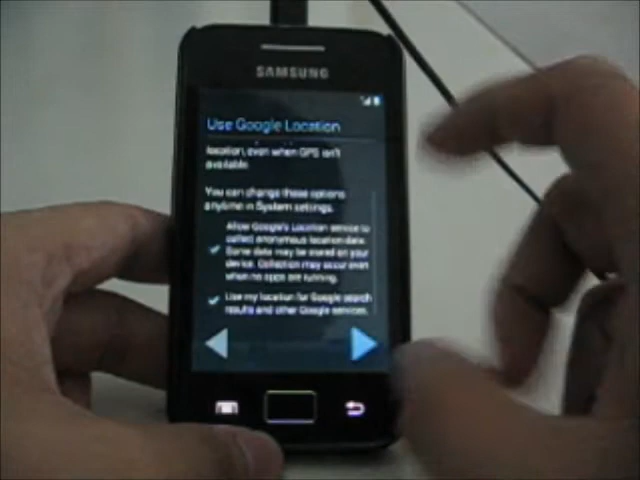 SAMSUNG
Use Google Location
location, even when GPS isn't
available.
You can change these options
anytime in System settings.
Allow Google's Location service to
collect anonymous location data.
Some data may be stored on your
device. Collection may occur even
when no apps are running.
Use my location for Google search
results and other Google services.